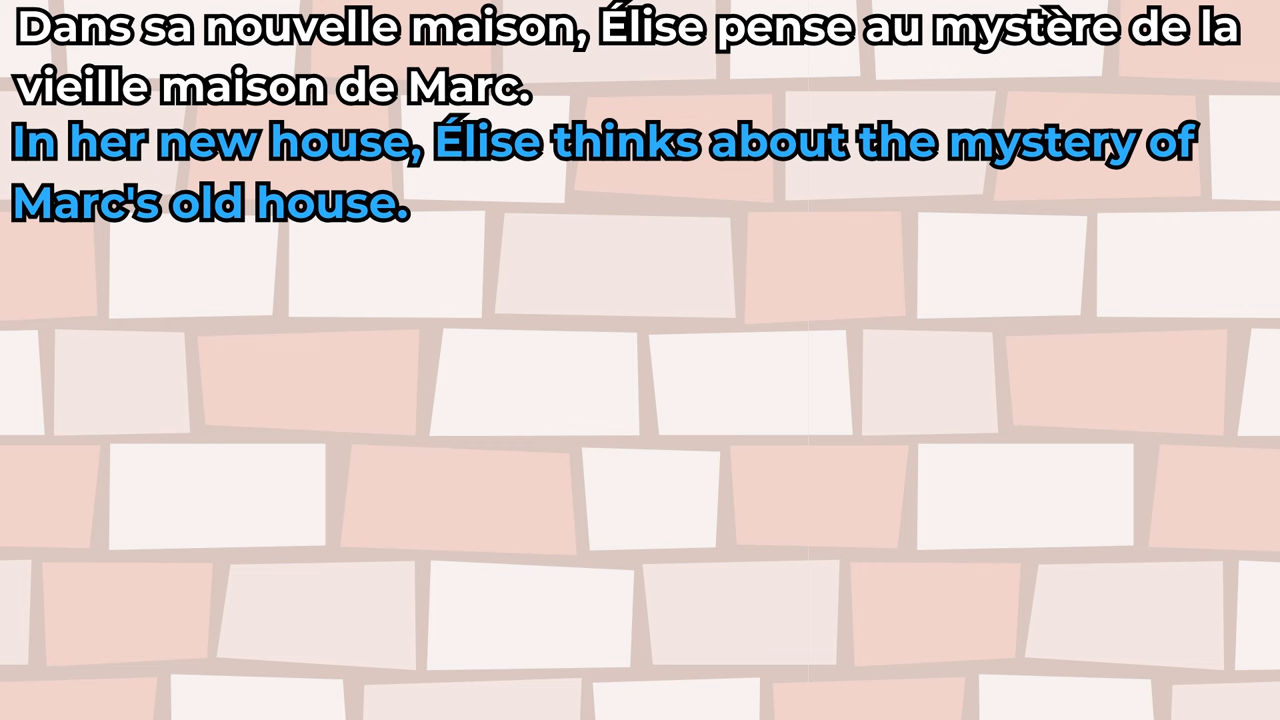 Dans sa nouvelle maison, Élise pense au mystère de la
vieille maison de Marc.
In her new house, Élise thinks about the mystery of
Marc's old house.